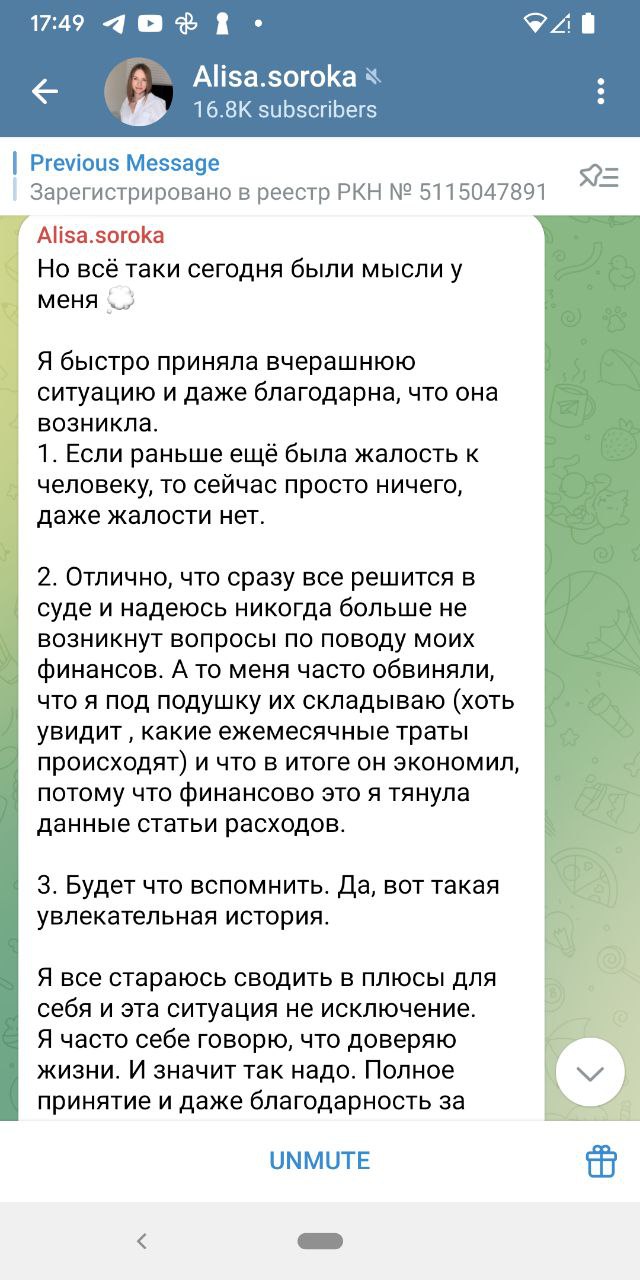 17:49
Alisa.soroka
16.8K subscribers
Previous Message
Зарегистрировано в реестр РКН № 5115047891
Alisa.soroka
Но всё таки сегодня были мысли у
меня 💭
Я быстро приняла вчерашнюю
ситуацию и даже благодарна, что она
возникла.
1. Если раньше ещё была жалость к
человеку, то сейчас просто ничего,
даже жалости нет.
2. Отлично, что сразу все решится в
суде и надеюсь никогда больше не
возникнут вопросы по поводу моих
финансов. А то меня часто обвиняли,
что я под подушку их складываю (хоть
увидит , какие ежемесячные траты
происходят) и что в итоге он экономил,
потому что финансово это я тянула
данные статьи расходов.
3. Будет что вспомнить. Да, вот такая
увлекательная история.
Я все стараюсь сводить в плюсы для
себя и эта ситуация не исключение.
Я часто себе говорю, что доверяю
жизни. И значит так надо. Полное
принятие и даже благодарность за
UNMUTE